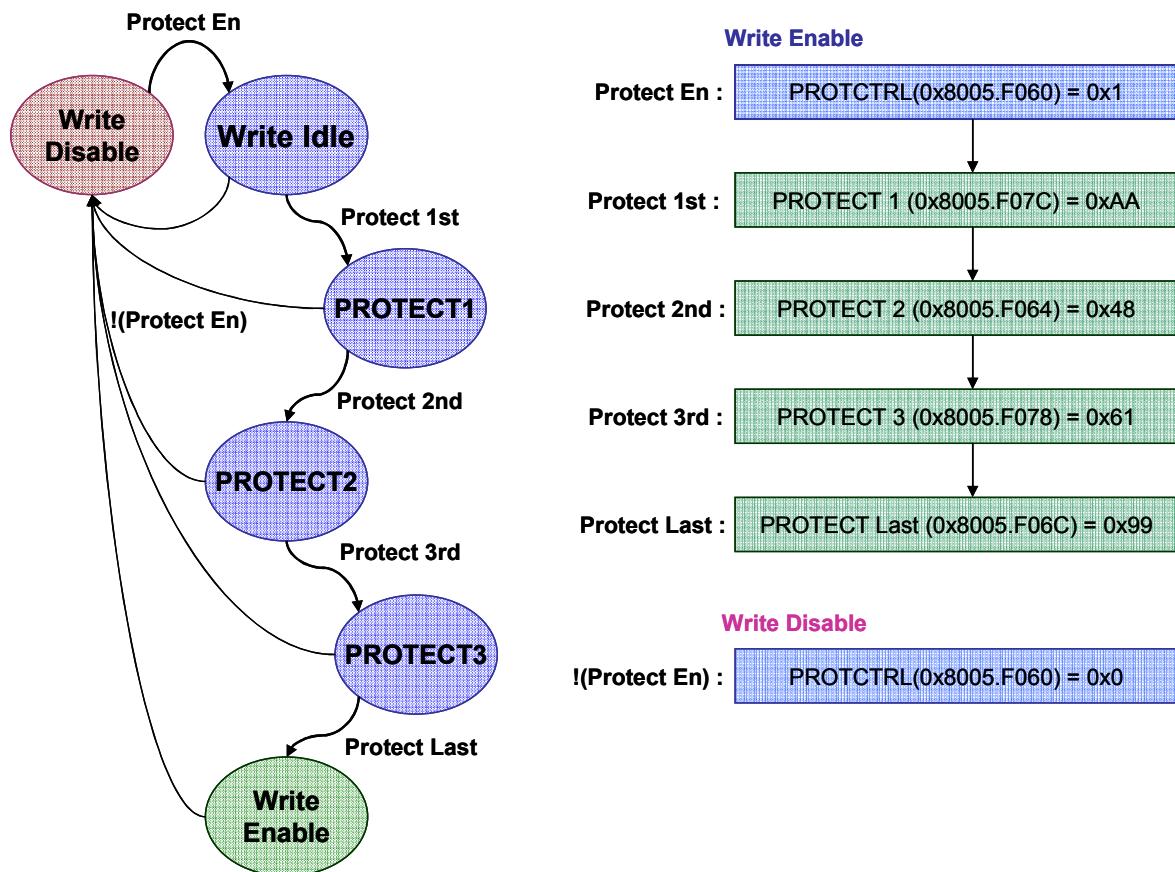 Protect En
Write
Disable
Write Idle
Protect 1st
PROTECT1
!(Protect En)
Protect 2nd
PROTECT2
Protect 3rd
PROTECT3
Protect Last
Write
Enable
Write Enable
Protect En :
PROTCTRL(0x8005.F060) = 0x1
Protect 1st :
PROTECT 1 (0x8005.F07C) = 0xAA
Protect 2nd :
PROTECT 2 (0x8005.F064) = 0x48
Protect 3rd :
PROTECT 3 (0x8005.F078) = 0x61
Protect Last :
PROTECT Last (0x8005.F06C) = 0x99
Write Disable
!(Protect En) :
PROTCTRL(0x8005.F060) = 0x0